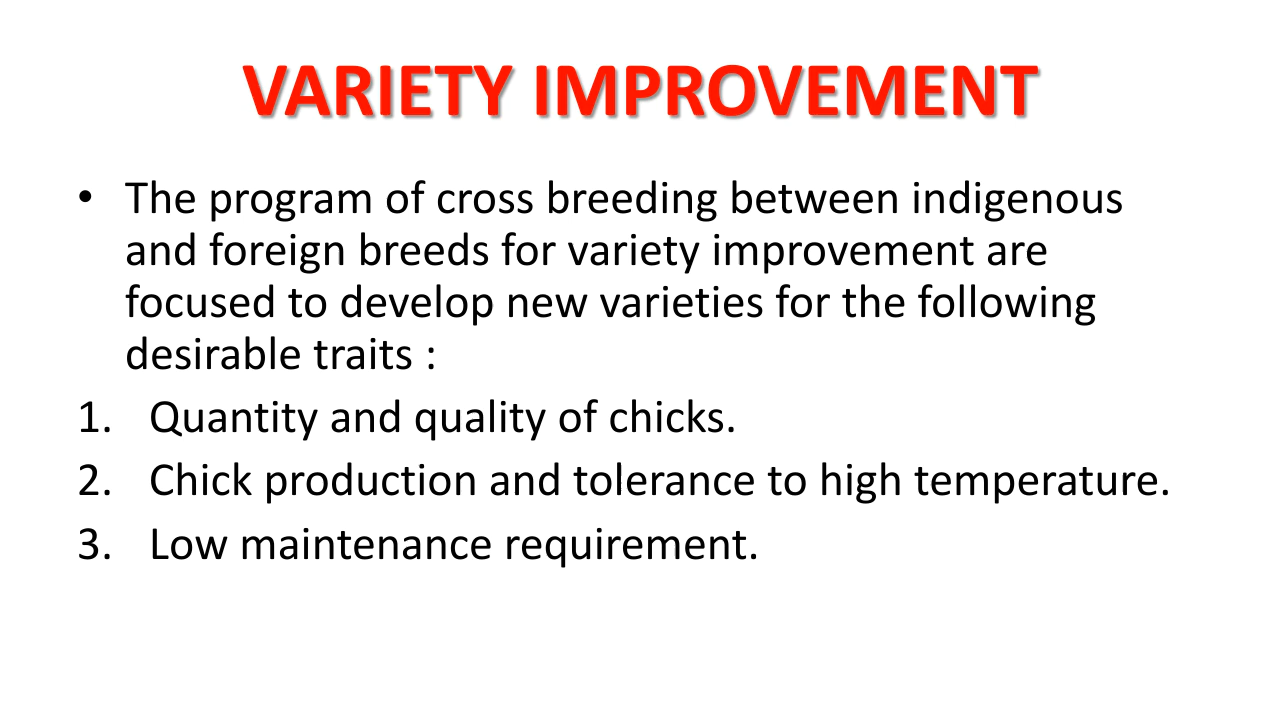 VARIETY IMPROVEMENT
• The program of cross breeding between indigenous
and foreign breeds for variety improvement are
focused to develop new varieties for the following
desirable traits :
1. Quantity and quality of chicks.
2. Chick production and tolerance to high temperature.
3. Low maintenance requirement.